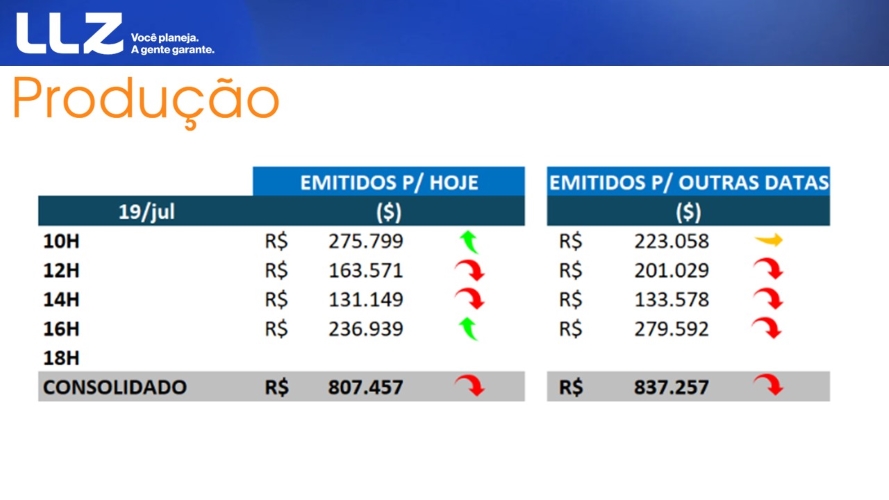 LLZ
Você planeja.
A gente garante.
Produção
EMITIDOS P/ HOJE EMITIDOS P/ OUTRAS DATAS
19/jul ($) ($)
10H R$ 275.799 R$ 223.058
12H R$ 163.571 R$ 201.029
14H R$ 131.149 R$ 133.578
16H R$ 236.939 R$ 279.592
18H
CONSOLIDADO R$ 807.457 R$ 837.257